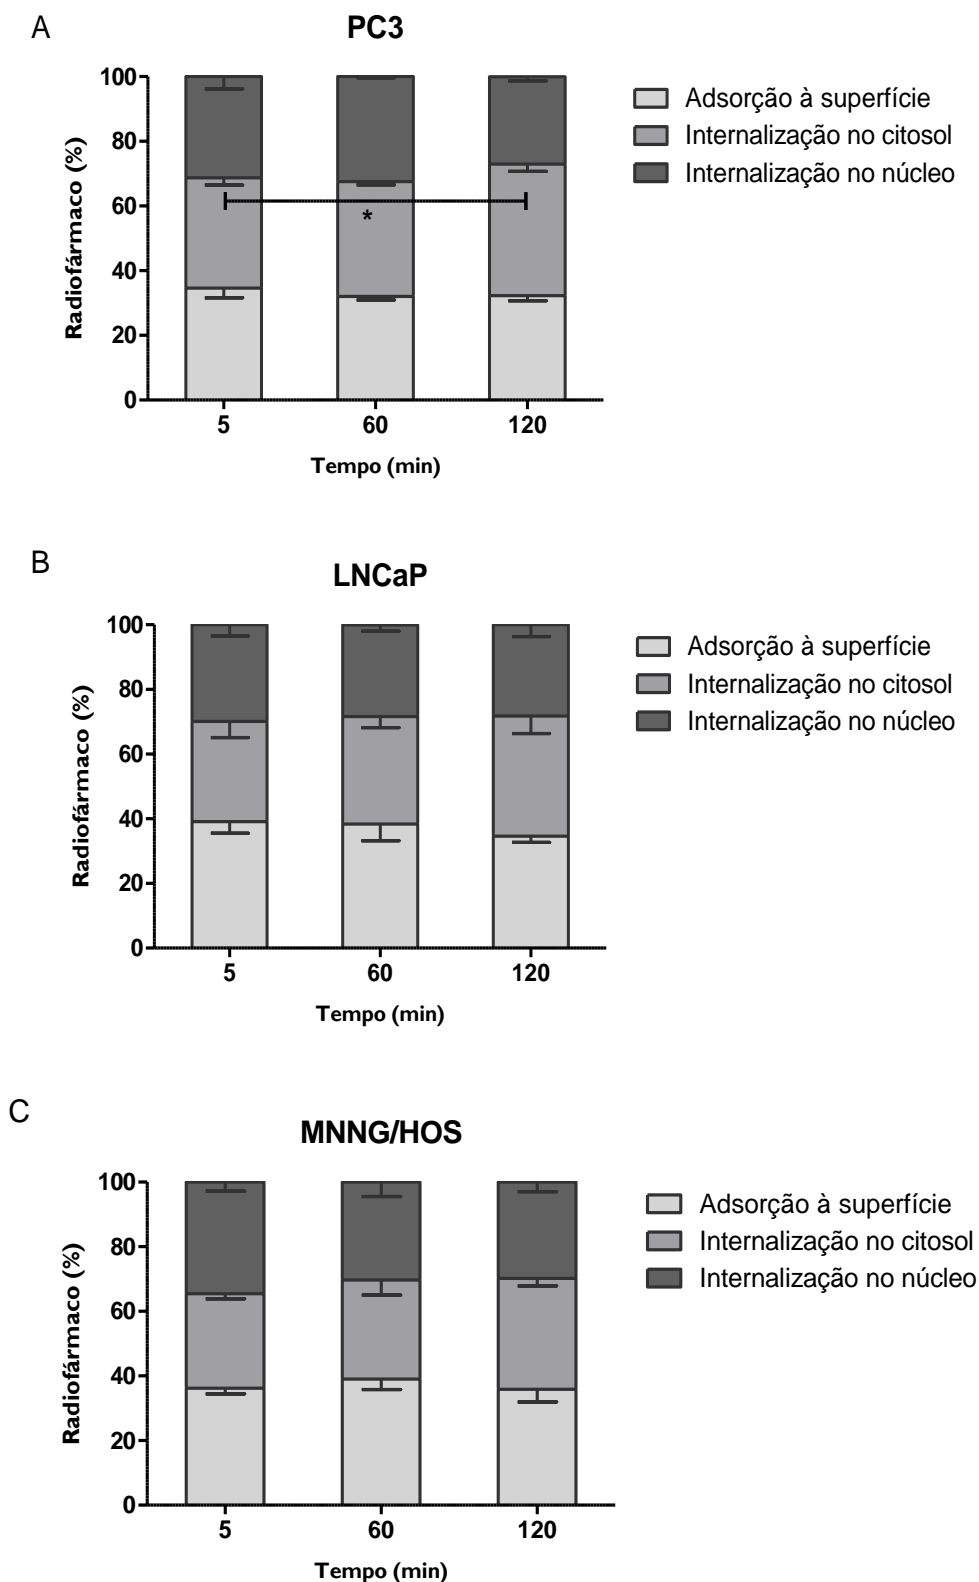 A
PC3
100
80
60
40
20
0
Radiofármaco (%)
*
5 60 120
Tempo (min)
Adsorção à superfície
Internalização no citosol
Internalização no núcleo
B
LNCaP
100
80
60
40
20
0
Radiofármaco (%)
5 60 120
Tempo (min)
Adsorção à superfície
Internalização no citosol
Internalização no núcleo
C
MNNG/HOS
100
80
60
40
20
0
Radiofármaco (%)
5 60 120
Tempo (min)
Adsorção à superfície
Internalização no citosol
Internalização no núcleo